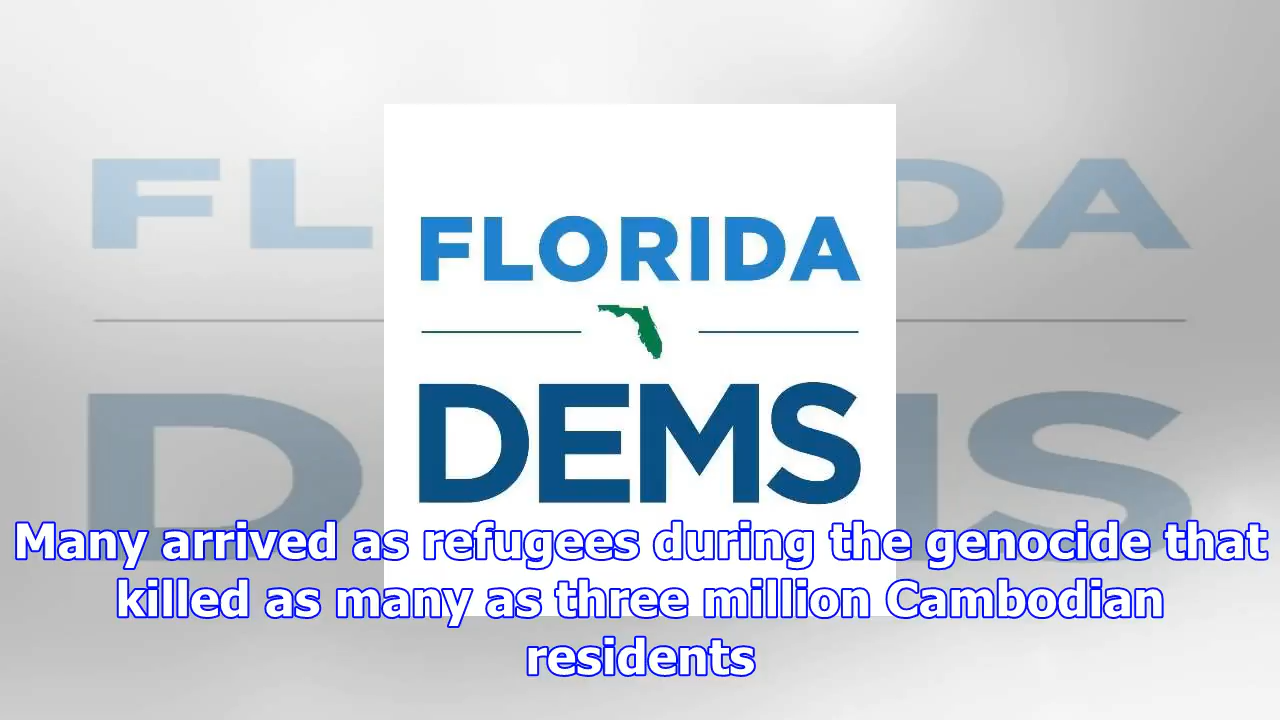 FLORIDA
DEMS
Many arrived as refugees during the genocide that
killed as many as three million Cambodian
residents